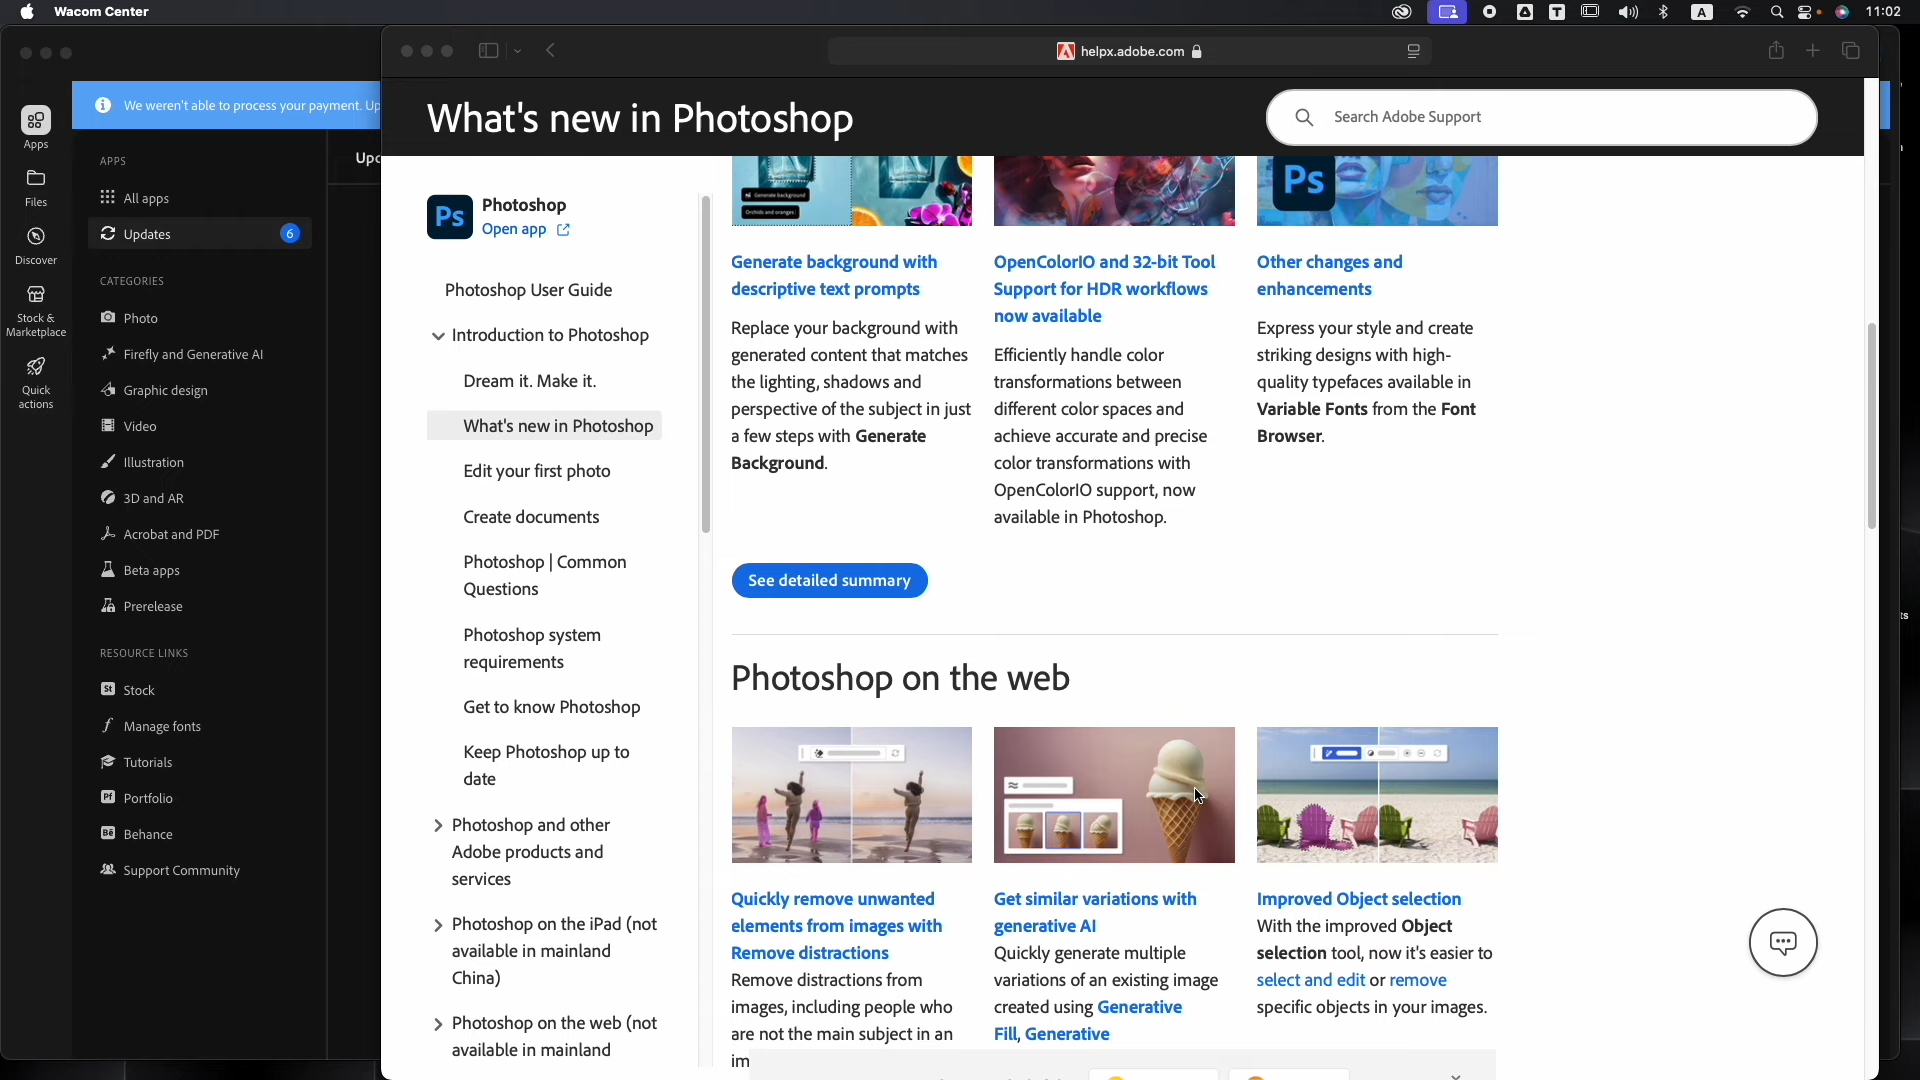 Wacom Center
A
11:02
helpx.adobe.com
We weren't able to process your payment. Up
What's new in Photoshop
Search Adobe Support
Apps
Files
Discover
Stock &
Marketplace
Quick
actions
APPS
All apps
Updates
6
CATEGORIES
Photo
Firefly and Generative AI
Graphic design
Video
Illustration
3D and AR
Acrobat and PDF
Beta apps
Prerelease
RESOURCE LINKS
St Stock
Manage fonts
Tutorials
Pf Portfolio
Bē Behance
Support Community
Upd
Ps
Photoshop
Open app
Photoshop User Guide
Introduction to Photoshop
Dream it. Make it.
What's new in Photoshop
Edit your first photo
Create documents
Photoshop | Common
Questions
Photoshop system
requirements
Get to know Photoshop
Keep Photoshop up to
date
Photoshop and other
Adobe products and
services
Photoshop on the iPad (not
available in mainland
China)
Photoshop on the web (not
available in mainland
Generate background
Orchids and oranges
Generate background with
descriptive text prompts
Replace your background with
generated content that matches
the lighting, shadows and
perspective of the subject in just
a few steps with Generate
Background.
OpenColorIO and 32-bit Tool
Support for HDR workflows
now available
Efficiently handle color
transformations between
different color spaces and
achieve accurate and precise
color transformations with
OpenColorIO support, now
available in Photoshop.
Ps
Other changes and
enhancements
Express your style and create
striking designs with high-
quality typefaces available in
Variable Fonts from the Font
Browser.
See detailed summary
Photoshop on the web
Quickly remove unwanted
elements from images with
Remove distractions
Remove distractions from
images, including people who
are not the main subject in an
im
Get similar variations with
generative AI
Quickly generate multiple
variations of an existing image
created using Generative
Fill, Generative
Improved Object selection
With the improved Object
selection tool, now it's easier to
select and edit or remove
specific objects in your images.
ts